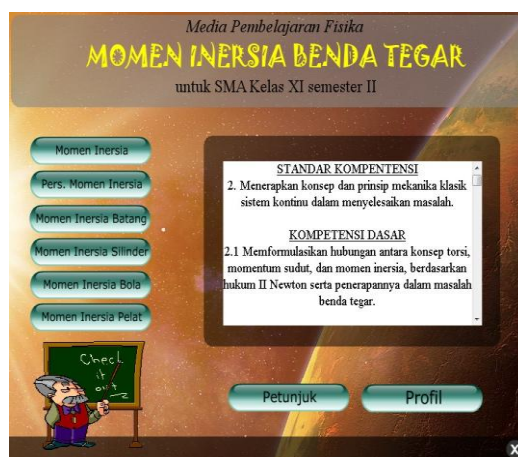 Media Pembelajaran Fisika
MOMEN INERSIA BENDA TEGAR
untuk SMA Kelas XI semester II
Momen Inersia
Pers. Momen Inersia
Momen Inersia Batang
Momen Inersia Silinder
Momen Inersia Bola
Momen Inersia Pelat
STANDAR KOMPENTENSI
2. Menerapkan konsep dan prinsip mekanika klasik
sistem kontinu dalam menyelesaikan masalah.
KOMPETENSI DASAR
2.1 Memformulasikan hubungan antara konsep torsi,
momentum sudut, dan momen inersia, berdasarkan
hukum II Newton serta penerapannya dalam masalah
benda tegar.
Check
it
out
Petunjuk
Profil
X